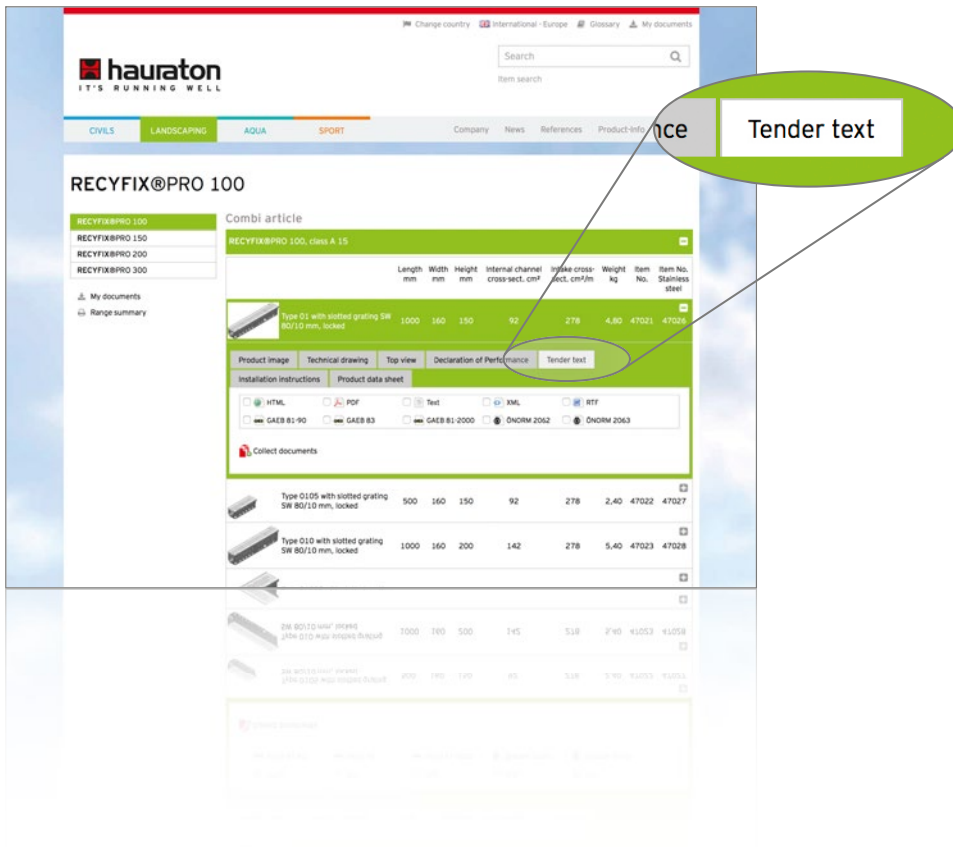 Change country International - Europe Glossary My documents
hauraton
IT'S RUNNING WELL
Search
Item search
CIVILS LANDSCAPING AQUA SPORT Company News References Product-Info
nce Tender text
RECYFIX®PRO 100
RECYFIX®PRO 100
RECYFIX®PRO 150
RECYFIX®PRO 200
RECYFIX®PRO 300
My documents
Range summary
Combi article
RECYFIX®PRO 100, class A 15
Length mm Width mm Height mm Internal channel cross-sect. cm² Intake cross-sect. cm²/m Weight kg Item No. Item No. Stainless steel
Type 01 with slotted grating SW
80/10 mm, locked
1000 160 150 92 278 4,80 47021 47026
Product image Technical drawing Top view Declaration of Performance Tender text
Installation instructions Product data sheet
HTML PDF Text XML RTF
GAEB 81-90 GAEB 83 GAEB 81-2000 ÖNORM 2062 ÖNORM 2063
Collect documents
Type 0105 with slotted grating
SW 80/10 mm, locked
500 160 150 92 278 2,40 47022 47027
Type 010 with slotted grating
SW 80/10 mm, locked
1000 160 200 142 278 5,40 47023 47028